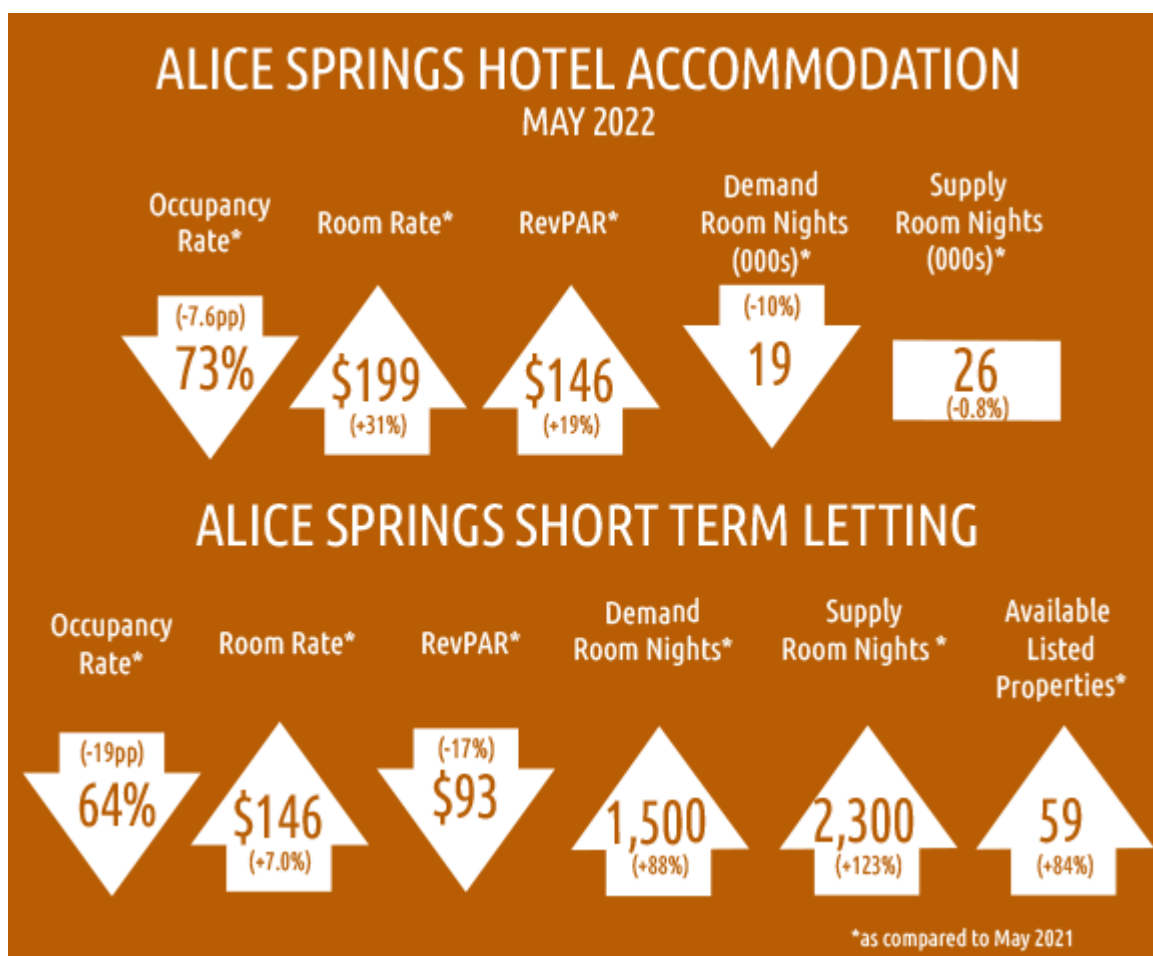 ALICE SPRINGS HOTEL ACCOMMODATION
MAY 2022
Occupancy
Rate*
(-7.6pp)
73%
Room Rate*
$199
(+31%)
RevPAR*
$146
(+19%)
Demand
Room Nights
(000s)*
(-10%)
19
Supply
Room Nights
(000s)*
26
(-0.8%)
ALICE SPRINGS SHORT TERM LETTING
Occupancy
Rate*
(-19pp)
64%
Room Rate*
$146
(+7.0%)
RevPAR*
(-17%)
$93
Demand
Room Nights*
1,500
(+88%)
Supply
Room Nights *
2,300
(+123%)
Available
Listed
Properties*
59
(+84%)
*as compared to May 2021